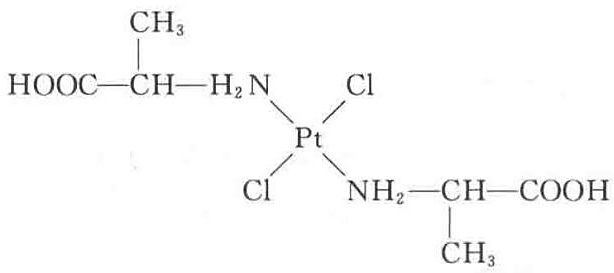 CH₃
HOOC—CH—H₂N Cl
Pt
Cl NH₂—CH—COOH
CH₃